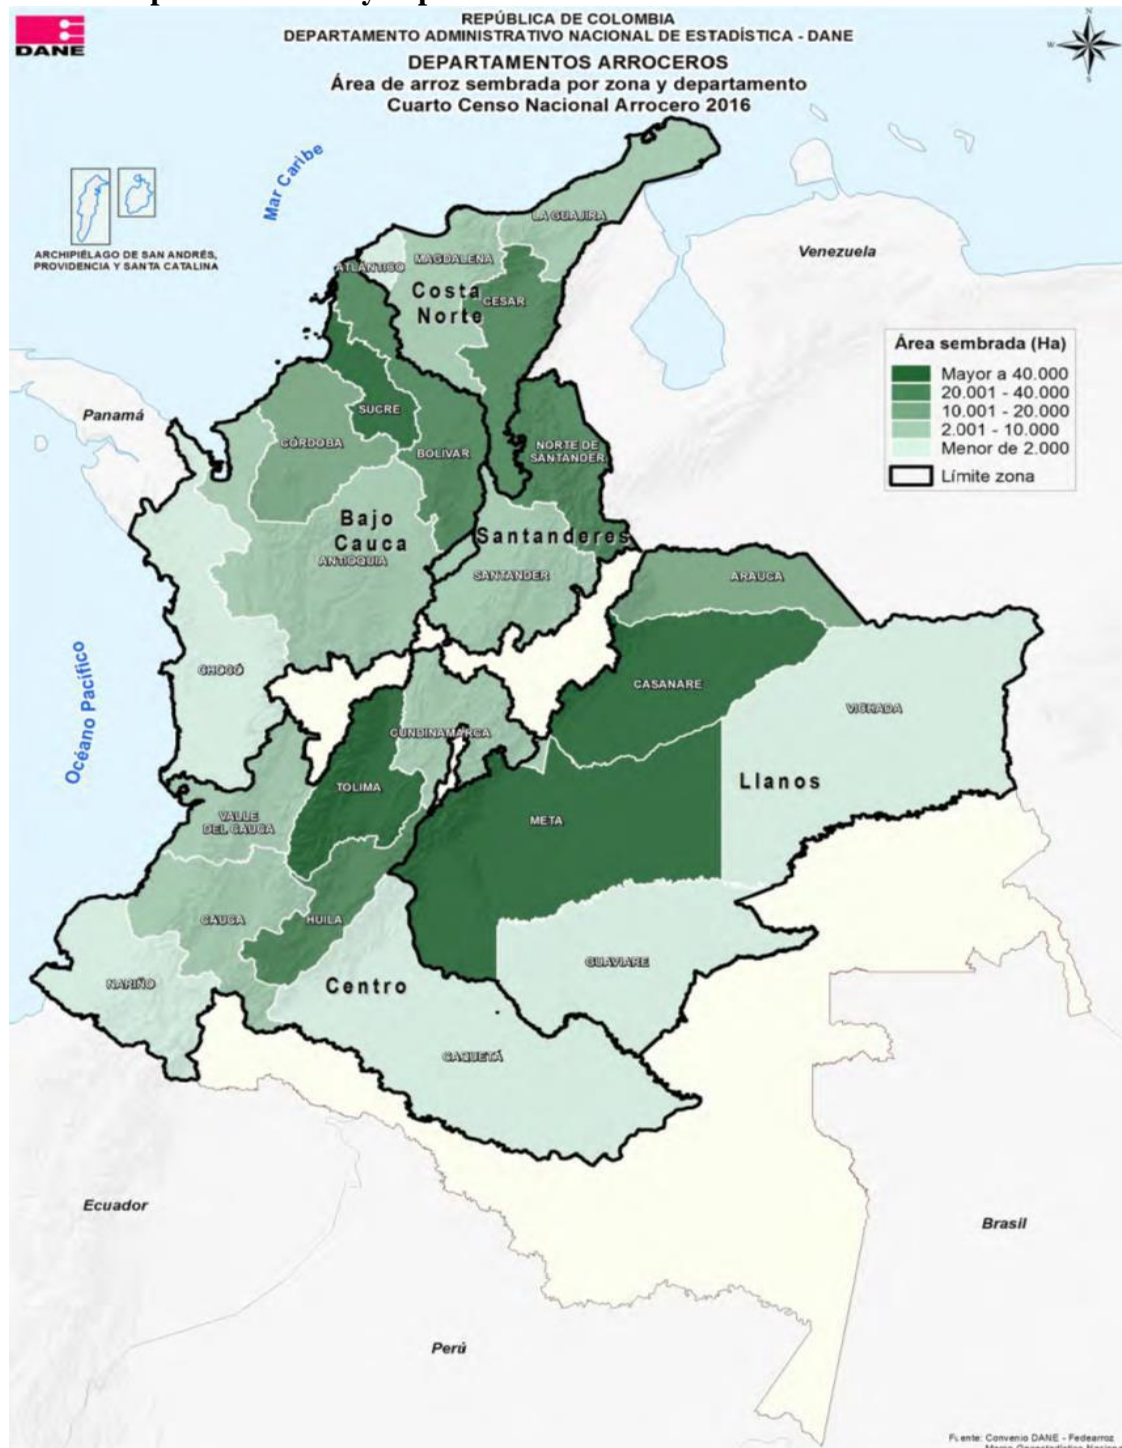 DANE
REPÚBLICA DE COLOMBIA
DEPARTAMENTO ADMINISTRATIVO NACIONAL DE ESTADÍSTICA - DANE
DEPARTAMENTOS ARROCEROS
Área de arroz sembrada por zona y departamento
Cuarto Censo Nacional Arrocero 2016
N
W
E
S
Mar Caribe
ARCHIPIÉLAGO DE SAN ANDRÉS,
PROVIDENCIA Y SANTA CATALINA
LA GUAJIRA
Venezuela
MAGDALENA
ATLÁNTICO
Costa
Norte
CESAR
Área sembrada (Ha)
Mayor a 40.000
20.001 - 40.000
10.001 - 20.000
2.001 - 10.000
Menor de 2.000
Límite zona
Panamá
SUCRE
CÓRDOBA
BOLIVAR
NORTE DE
SANTANDER
Bajo
Cauca
Santanderes
ANTIOQUIA
SANTANDER
ARAUCA
CHOCÓ
CASANARE
VICHADA
Océano Pacífico
CUNDINAMARCA
TOLIMA
Llanos
VALLE
DEL CAUCA
META
CAUCA
HUILA
GUAVIARE
NARIÑO
Centro
CAQUETÁ
Ecuador
Brasil
Perú
Fuente: Convenio DANE - Fedearroz